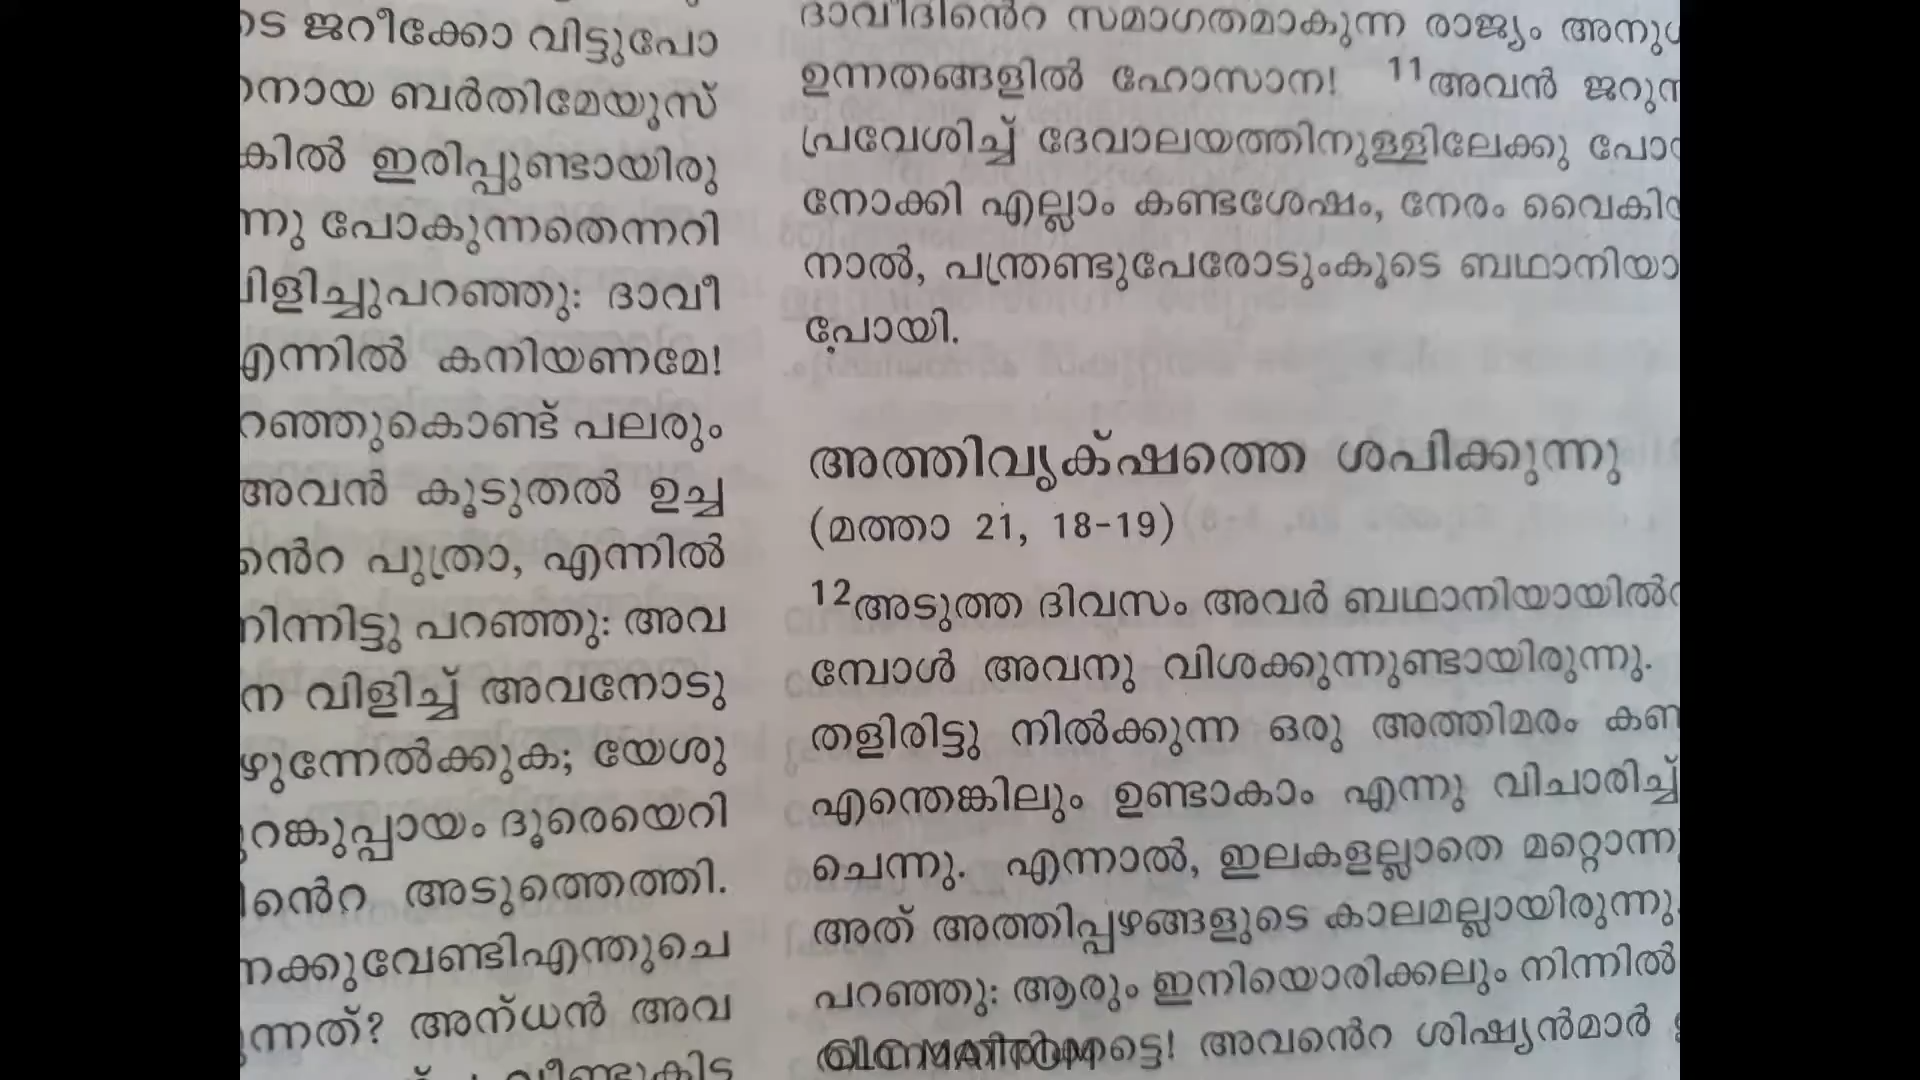 ടെ ജറീക്കോ വിട്ടുപോ
നായ ബർതിമേയൂസ്
കിൽ ഇരിപ്പുണ്ടായിരു
ന്നു പോകുന്നതെന്നറി
വിളിച്ചുപറഞ്ഞു: ദാവീ
എന്നിൽ കനിയണമേ!
റഞ്ഞുകൊണ്ട് പലരും
അവൻ കൂടുതൽ ഉച്ച
ൻെറ പുത്രാ, എന്നിൽ
നിന്നിട്ടു പറഞ്ഞു: അവ
ന വിളിച്ച് അവനോടു
ഴുന്നേൽക്കുക; യേശു
റങ്കുപ്പായം ദൂരെയെറി
ൻെറ അടുത്തെത്തി.
നക്കുവേണ്ടിഎന്തുചെ
ന്നത്? അന്ധൻ അവ
വീണ്ടുകിട്ട
ദാവീദിൻെറ സമാഗതമാകുന്ന രാജ്യം അനുഗ
ഉന്നതങ്ങളിൽ ഹോസാന! 11അവൻ ജറുസ
പ്രവേശിച്ച് ദേവാലയത്തിനുള്ളിലേക്കു പോ
നോക്കി എല്ലാം കണ്ടശേഷം, നേരം വൈകി
നാൽ, പന്ത്രണ്ടുപേരോടുംകൂടെ ബഥാനിയാ
പോയി.
അത്തിവൃക്ഷത്തെ ശപിക്കുന്നു
(മത്താ 21, 18-19)
12അടുത്ത ദിവസം അവർ ബഥാനിയായിൽ
മ്പോൾ അവനു വിശക്കുന്നുണ്ടായിരുന്നു.
തളിരിട്ടു നിൽക്കുന്ന ഒരു അത്തിമരം കണ
എന്തെങ്കിലും ഉണ്ടാകാം എന്നു വിചാരിച്ച്
ചെന്നു. എന്നാൽ, ഇലകളല്ലാതെ മറ്റൊന്നു
അത് അത്തിപ്പഴങ്ങളുടെ കാലമല്ലായിരുന്നു.
പറഞ്ഞു: ആരും ഇനിയൊരിക്കലും നിന്നിൽ
അവൻെറ ശിഷ്യൻമാർ